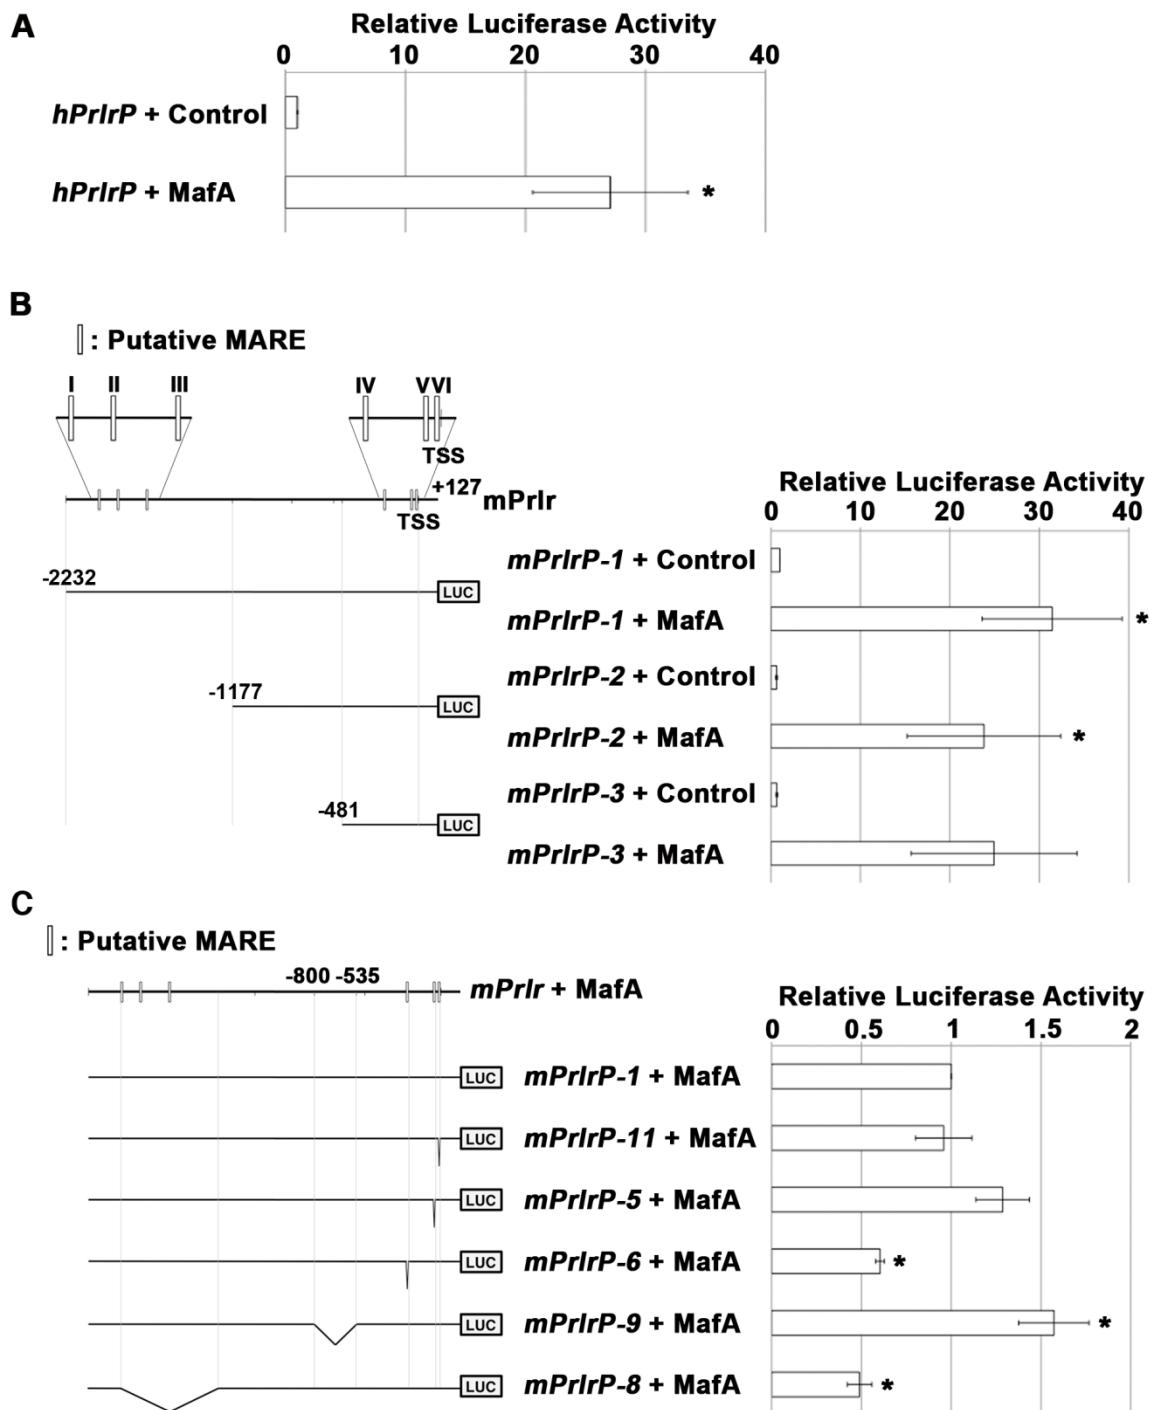 A
Relative Luciferase Activity
0 10 20 30 40
hPrlrP + Control
hPrlrP + MafA *
B
: Putative MARE
I II III IV V VI
TSS
+127
mPrlr
TSS
Relative Luciferase Activity
0 10 20 30 40
mPrlrP-1 + Control
-2232
LUC
mPrlrP-1 + MafA *
mPrlrP-2 + Control
-1177
LUC
mPrlrP-2 + MafA *
mPrlrP-3 + Control
-481
LUC
mPrlrP-3 + MafA
C
: Putative MARE
-800 -535
mPrlr + MafA
Relative Luciferase Activity
0 0.5 1 1.5 2
LUC mPrlrP-1 + MafA
LUC mPrlrP-11 + MafA
LUC mPrlrP-5 + MafA
LUC mPrlrP-6 + MafA *
LUC mPrlrP-9 + MafA *
LUC mPrlrP-8 + MafA *